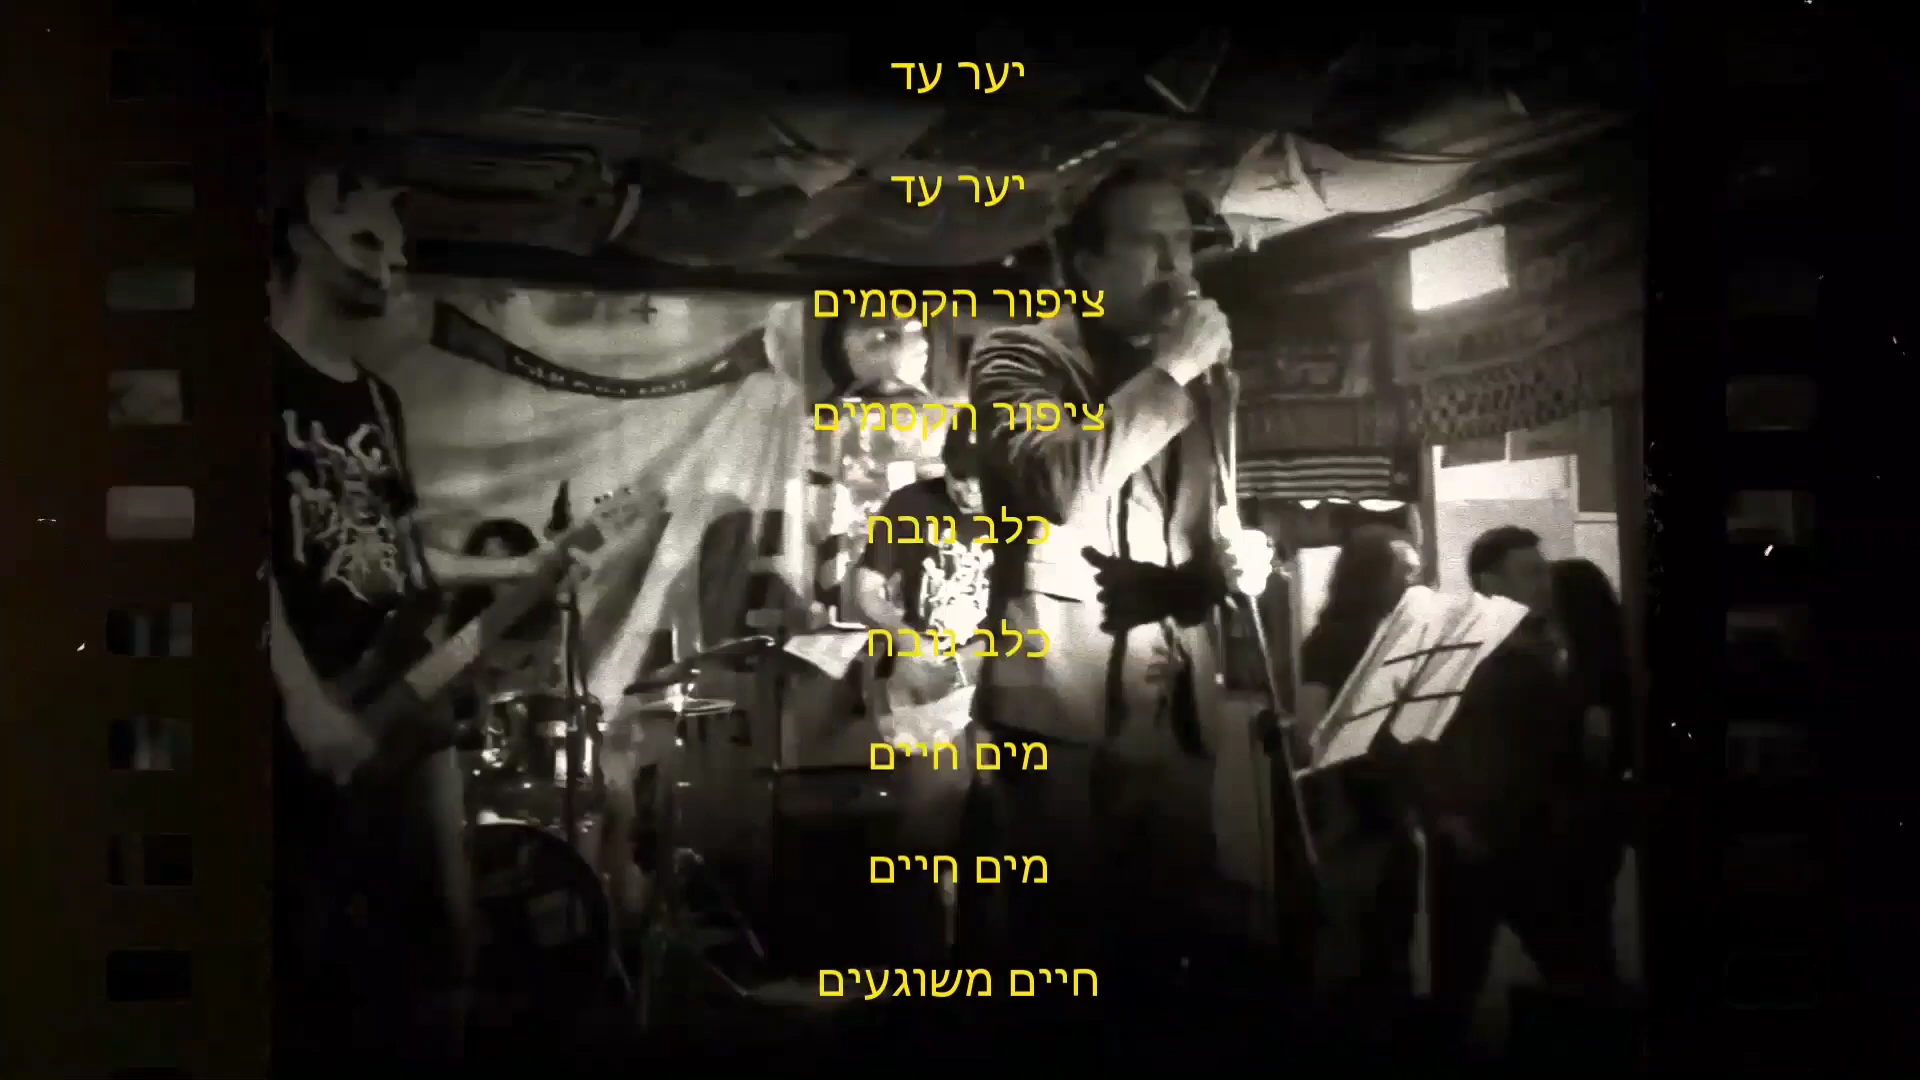 יער עד
יער עד
ציפור הקסמים
ציפור הקסמים
כלב נובח
כלב נובח
מים חיים
מים חיים
חיים משוגעים